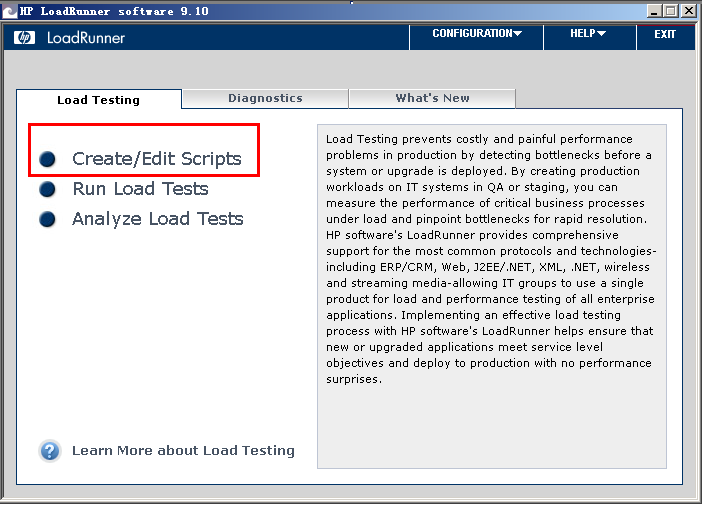 HP LoadRunner software 9.10
hp LoadRunner CONFIGURATION HELP EXIT
Load Testing Diagnostics What's New
Create/Edit Scripts
Run Load Tests
Analyze Load Tests
Load Testing prevents costly and painful performance
problems in production by detecting bottlenecks before a
system or upgrade is deployed. By creating production
workloads on IT systems in QA or staging, you can
measure the performance of critical business processes
under load and pinpoint bottlenecks for rapid resolution.
HP software's LoadRunner provides comprehensive
support for the most common protocols and technologies-
including ERP/CRM, Web, J2EE/.NET, XML, .NET, wireless
and streaming media-allowing IT groups to use a single
product for load and performance testing of all enterprise
applications. Implementing an effective load testing
process with HP software's LoadRunner helps ensure that
new or upgraded applications meet service level
objectives and deploy to production with no performance
surprises.
? Learn More about Load Testing